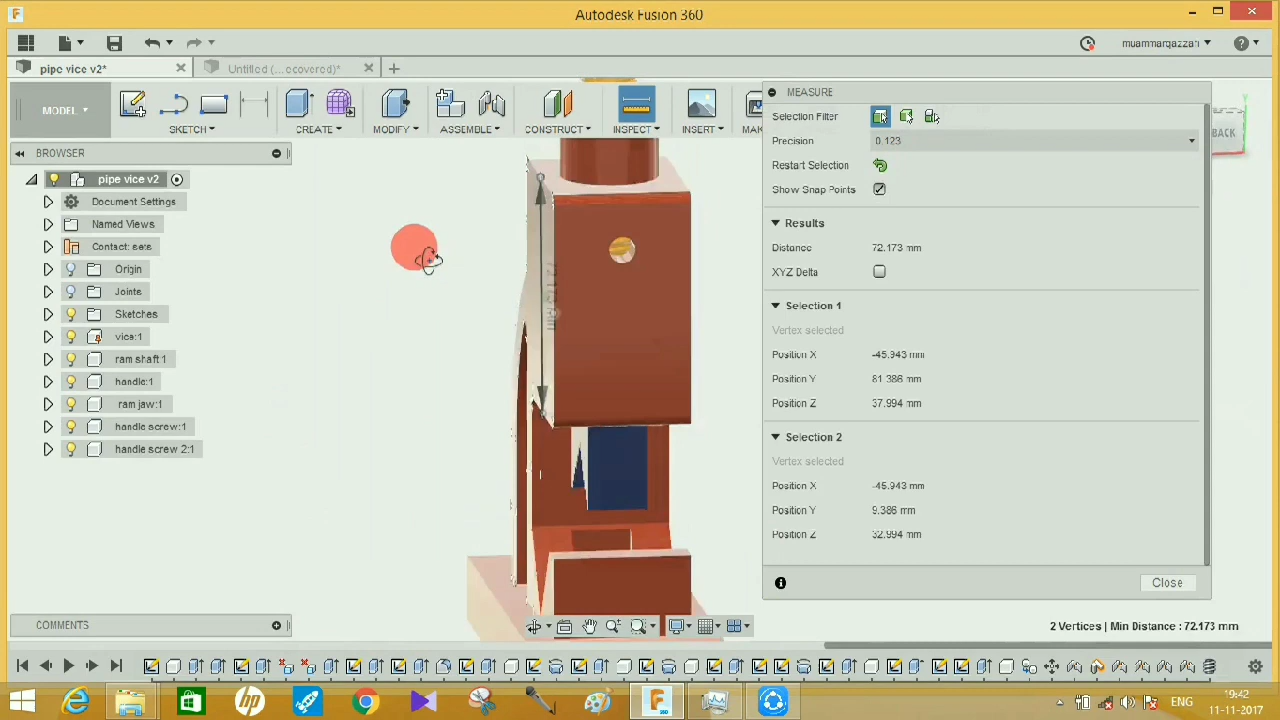 Autodesk Fusion 360
muammarqazzah
pipe vice v2*
Untitled (...ecovered)*
MODEL
SKETCH
CREATE
MODIFY
ASSEMBLE
CONSTRUCT
INSPECT
INSERT
BACK
BROWSER
pipe vice v2
Document Settings
Named Views
Contact: sets
Origin
Joints
Sketches
vice:1
ram shaft:1
handle:1
ram jaw:1
handle screw:1
handle screw 2:1
MEASURE
Selection Filter
Precision 0.123
Restart Selection
Show Snap Points
Results
Distance 72.173 mm
XYZ Delta
Selection 1
Vertex selected
Position X -45.943 mm
Position Y 81.386 mm
Position Z 37.994 mm
Selection 2
Vertex selected
Position X -45.943 mm
Position Y 9.386 mm
Position Z 32.994 mm
Close
COMMENTS
2 Vertices | Min Distance : 72.173 mm
ENG
19:42
11-11-2017